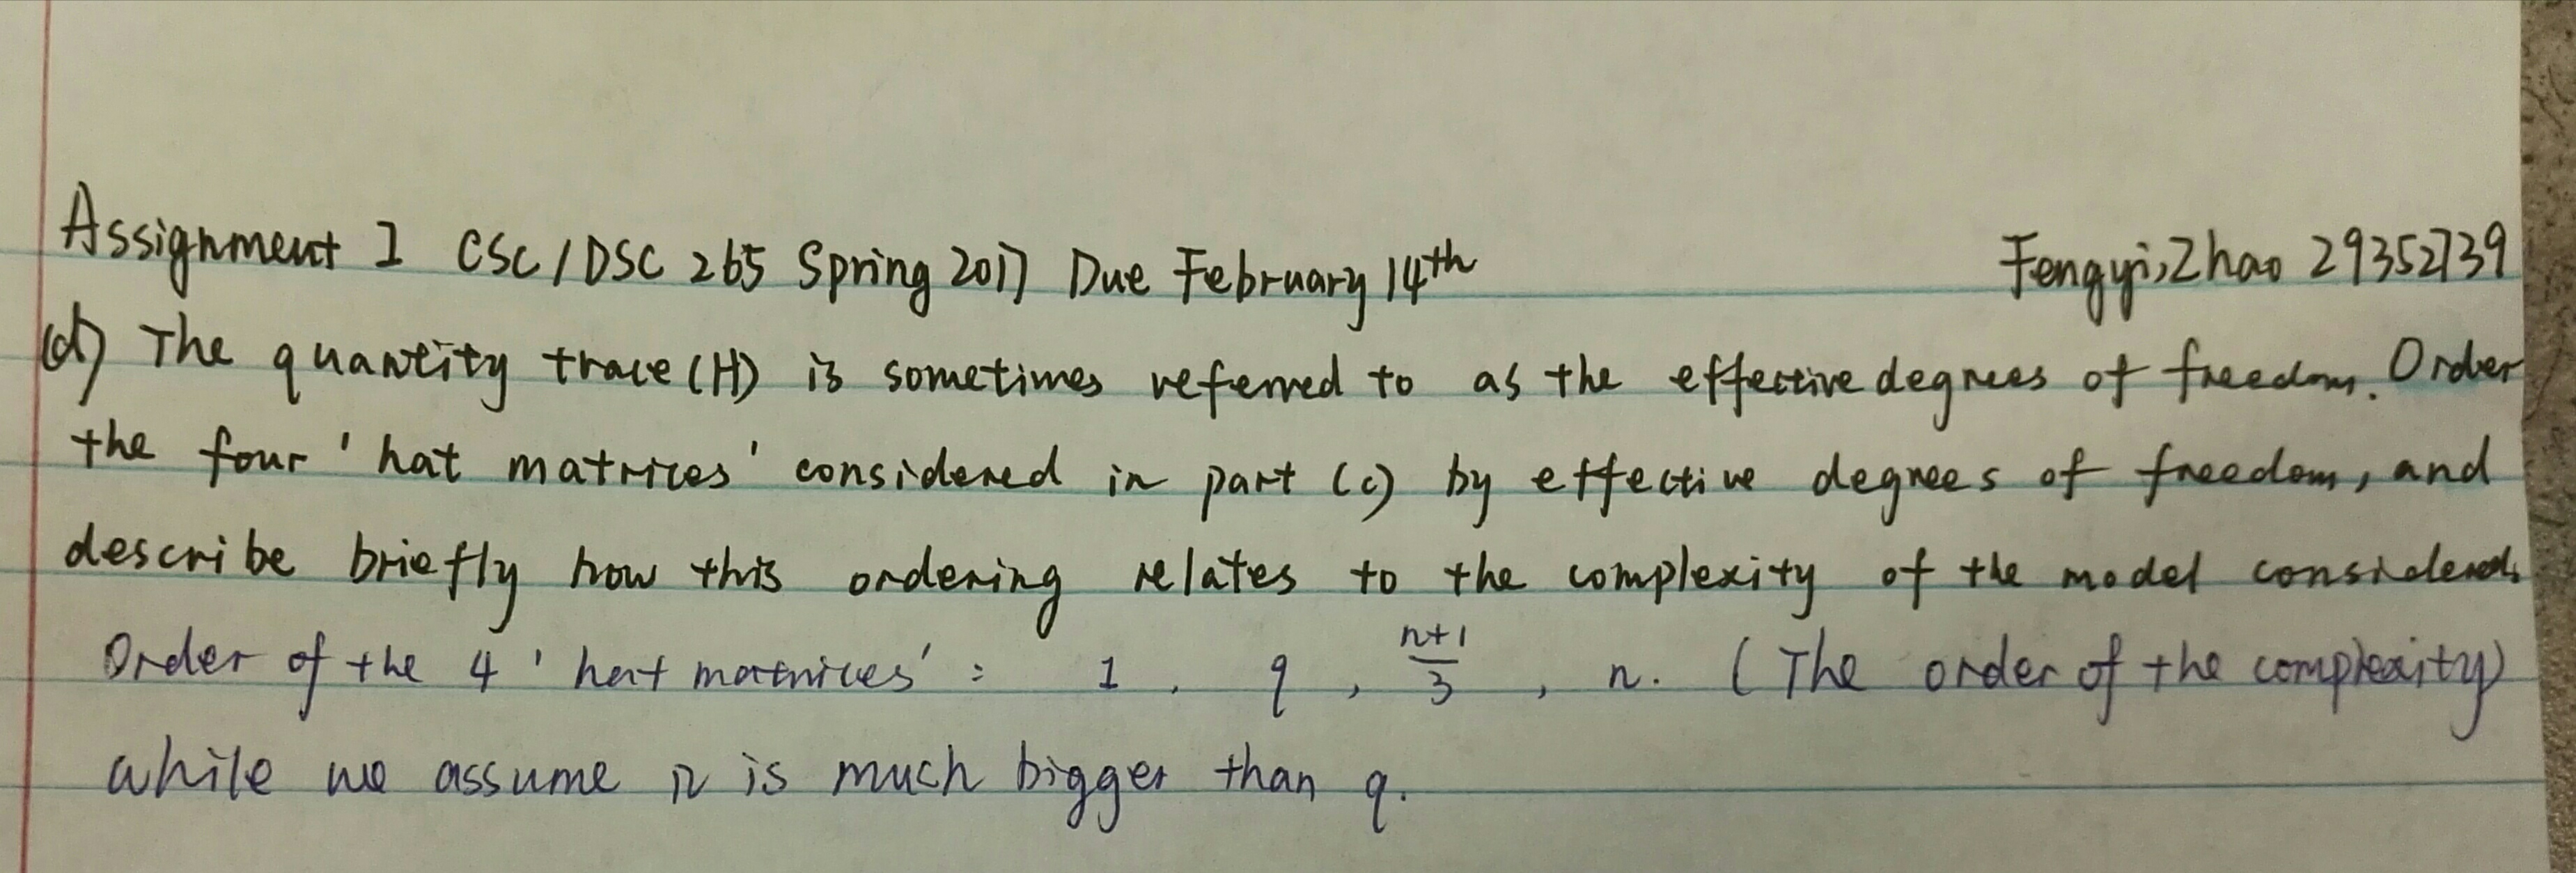 Assignment 1 CSC/DSC 265 Spring 2017 Due February 14th Fengyi Zhao 29352739
(d) The quantity trace(H) is sometimes referred to as the effective degrees of freedom. Order
the four 'hat matrices' considered in part (c) by effective degrees of freedom, and
describe briefly how this ordering relates to the complexity of the model considered.
Order of the 4 'hat matrices' : 1, q, (n+1)/3, n. (The order of the complexity)
while we assume n is much bigger than q.